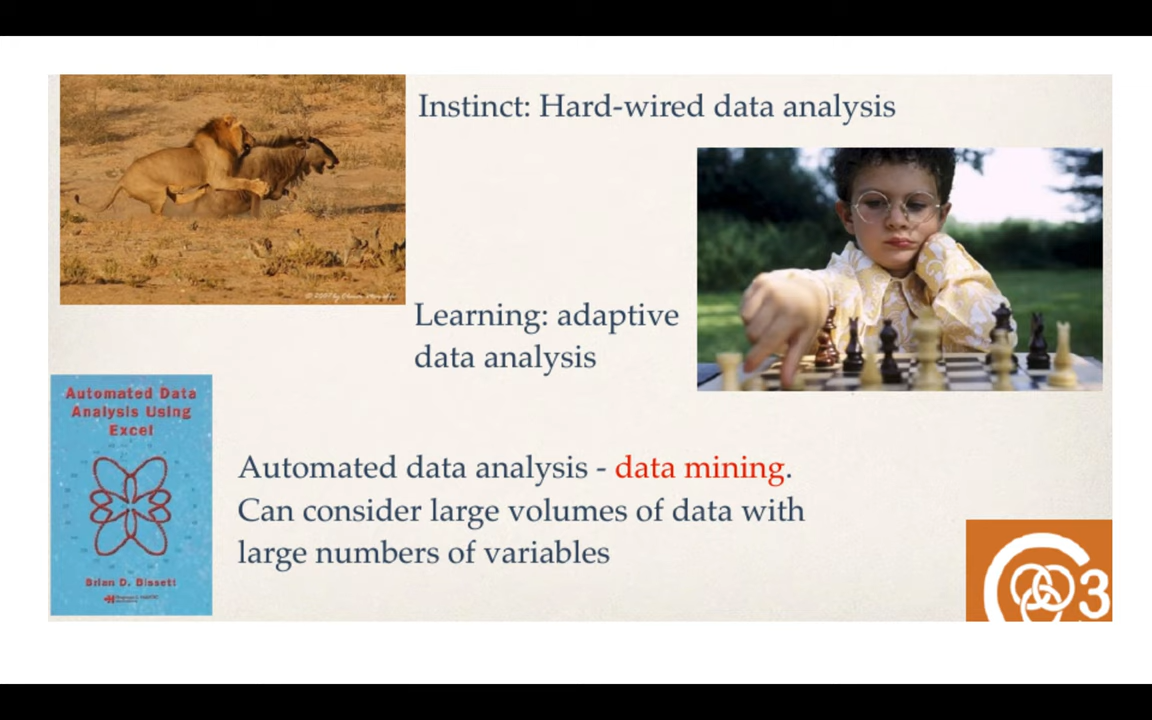 Instinct: Hard-wired data analysis
Learning: adaptive
data analysis
Automated Data
Analysis Using
Excel
Brian D. Bissett
Automated data analysis - data mining.
Can consider large volumes of data with
large numbers of variables
3